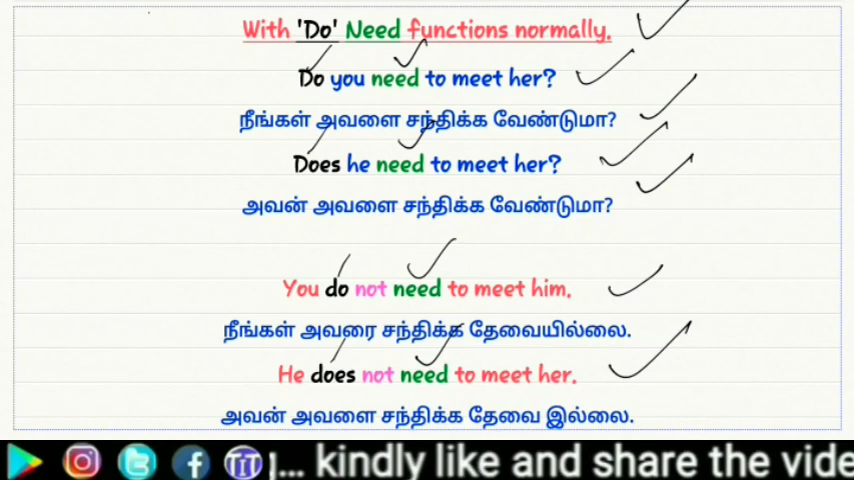 With 'Do' Need functions normally.
Do you need to meet her?
நீங்கள் அவளை சந்திக்க வேண்டுமா?
Does he need to meet her?
அவன் அவளை சந்திக்க வேண்டுமா?
You do not need to meet him.
நீங்கள் அவரை சந்திக்க தேவையில்லை.
He does not need to meet her.
அவன் அவளை சந்திக்க தேவை இல்லை.
... kindly like and share the vide